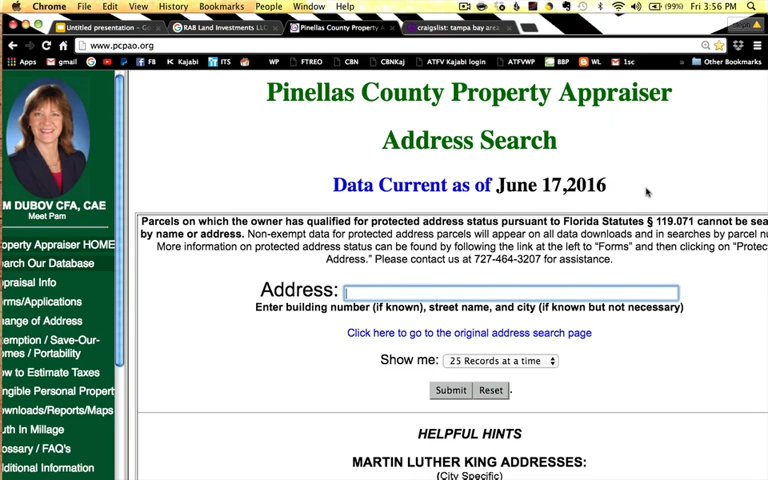 Chrome File Edit View History Bookmarks People Window Help (99%) Fri 3:56 PM
Untitled presentation - G RAB Land Investments LLC Pinellas County Property A craigslist: tampa bay area
www.pcpao.org
Apps gmail Kajabi ITS FB FTREO CBN CBNKaj ATFV Kajabi login ATFVWP BBP WL 1sc Other Bookmarks
Pinellas County Property Appraiser
Address Search
Data Current as of June 17,2016
M DUBOV CFA, CAE
Meet Pam
operty Appraiser HOME
earch Our Database
praisal Info
rms/Applications
hange of Address
emption / Save-Our-
omes / Portability
ow to Estimate Taxes
ngible Personal Propert
ownloads/Reports/Maps
uth In Millage
ossary / FAQ's
dditional Information
Parcels on which the owner has qualified for protected address status pursuant to Florida Statutes § 119.071 cannot be sea
by name or address. Non-exempt data for protected address parcels will appear on all data downloads and in searches by parcel nu
More information on protected address status can be found by following the link at the left to "Forms" and then clicking on "Protec
Address." Please contact us at 727-464-3207 for assistance.
Address:
Enter building number (if known), street name, and city (if known but not necessary)
Click here to go to the original address search page
Show me: 25 Records at a time
Submit Reset .
HELPFUL HINTS
MARTIN LUTHER KING ADDRESSES:
(City Specific)